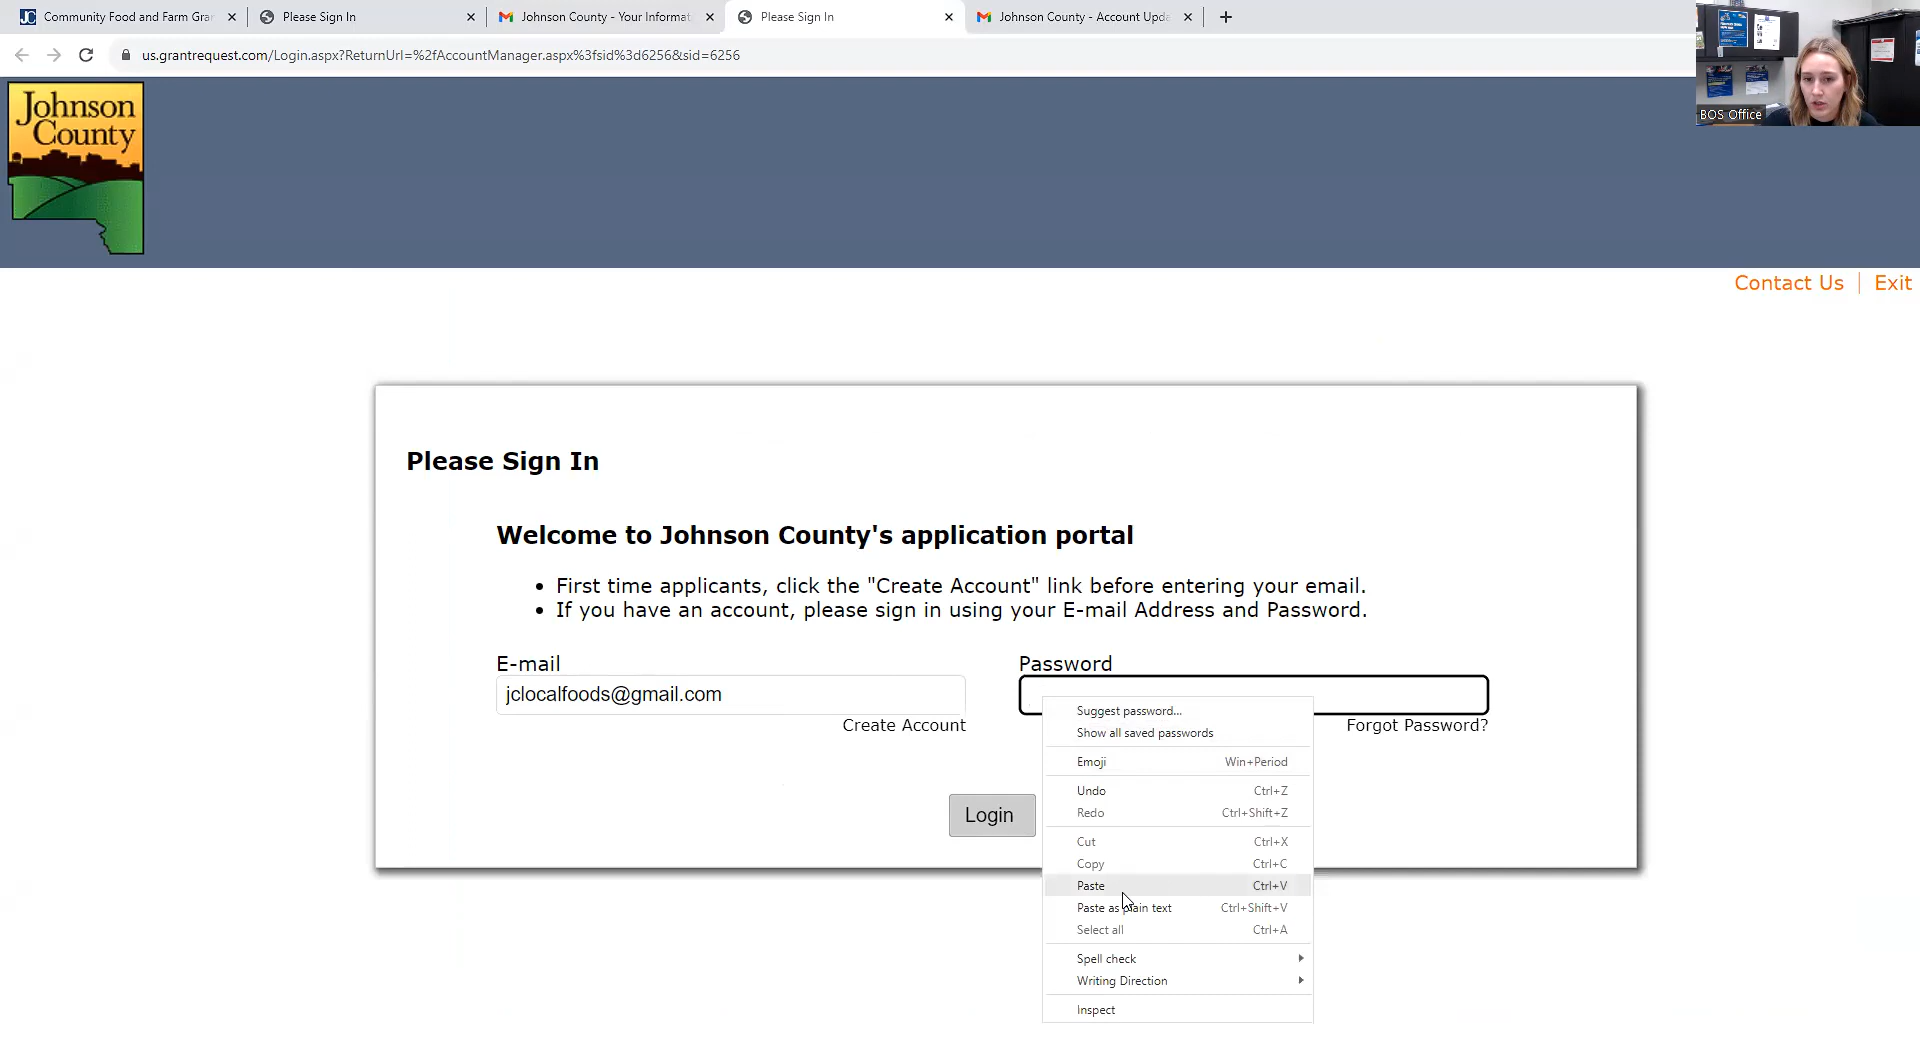 Community Food and Farm Gra
Please Sign In
Johnson County - Your Informat
Please Sign In
Johnson County - Account Upda
us.grantrequest.com/Login.aspx?ReturnUrl=%2fAccountManager.aspx%3fsid%3d6256&sid=6256
BOS Office
Johnson
County
Contact Us | Exit
Please Sign In
Welcome to Johnson County's application portal
• First time applicants, click the "Create Account" link before entering your email.
• If you have an account, please sign in using your E-mail Address and Password.
E-mail
Password
jclocalfoods@gmail.com
Create Account
Forgot Password?
Login
Suggest password...
Show all saved passwords
Emoji Win+Period
Undo Ctrl+Z
Redo Ctrl+Shift+Z
Cut Ctrl+X
Copy Ctrl+C
Paste Ctrl+V
Paste as plain text Ctrl+Shift+V
Select all Ctrl+A
Spell check
Writing Direction
Inspect